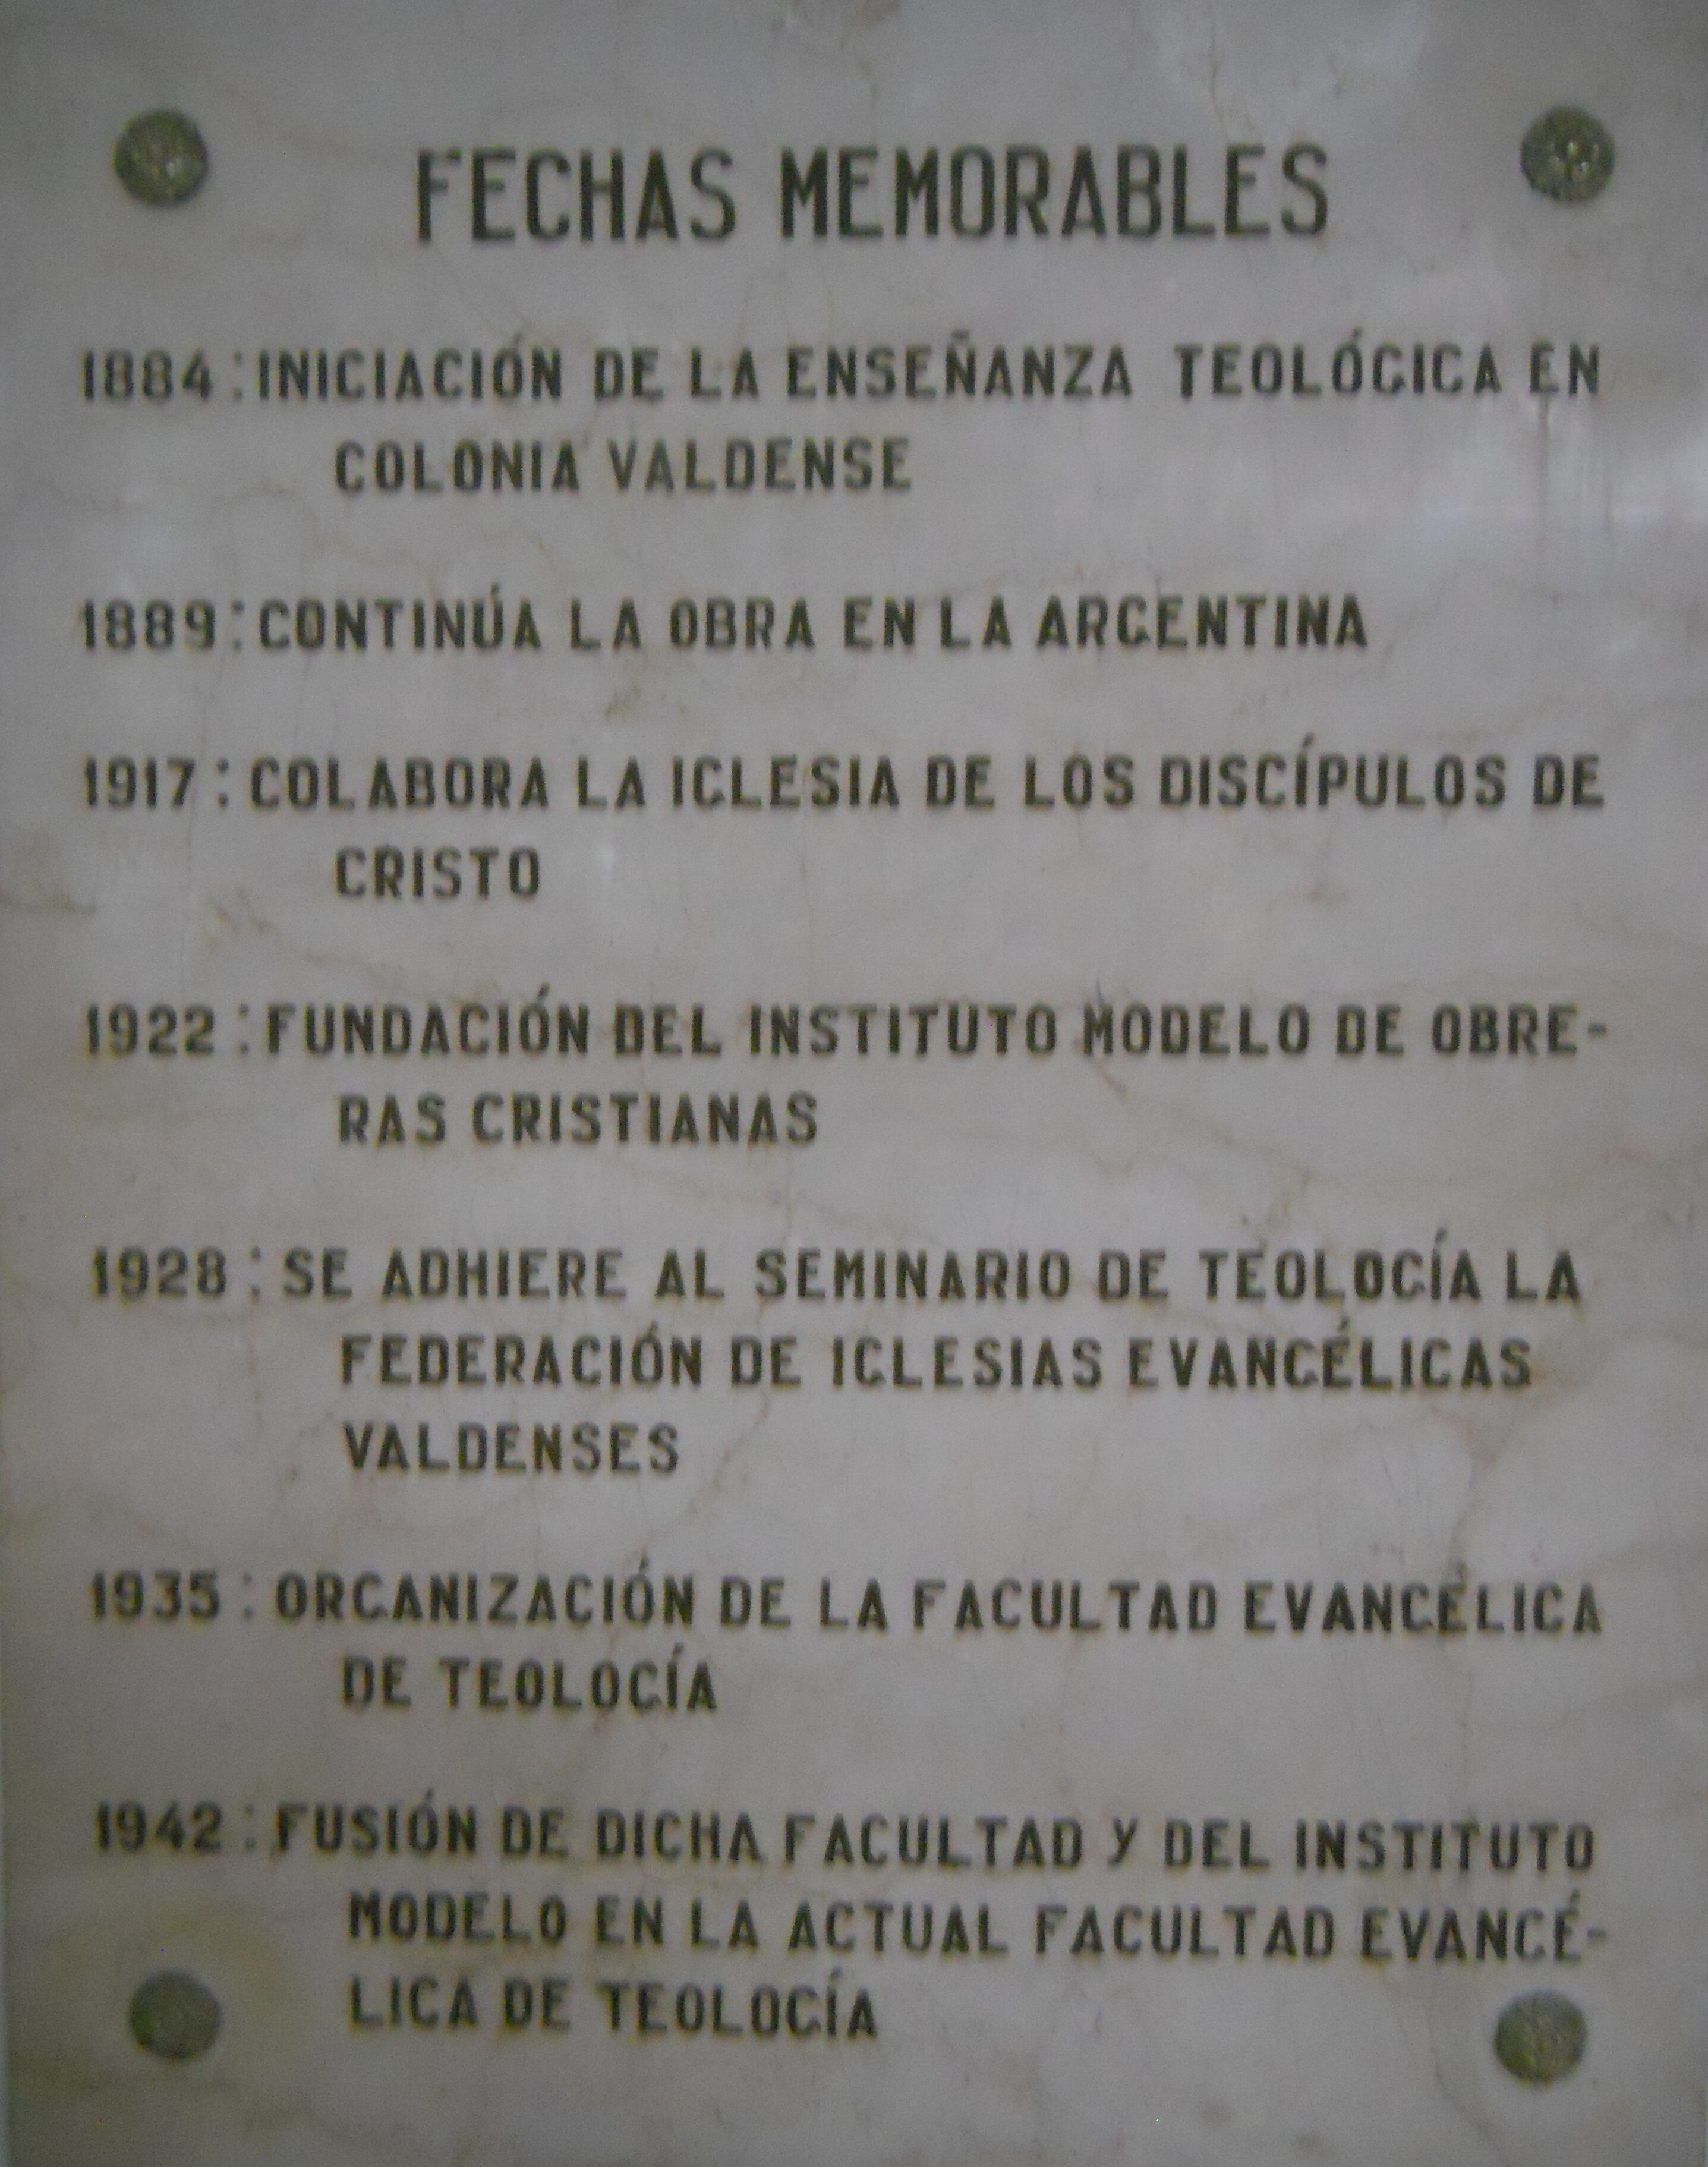 FECHAS MEMORABLES
1884: INICIACIÓN DE LA ENSEÑANZA TEOLÓGICA EN
COLONIA VALDENSE
1889: CONTINÚA LA OBRA EN LA ARGENTINA
1917: COLABORA LA IGLESIA DE LOS DISCÍPULOS DE
CRISTO
1922: FUNDACIÓN DEL INSTITUTO MODELO DE OBRE-
RAS CRISTIANAS
1928: SE ADHIERE AL SEMINARIO DE TEOLOGÍA LA
FEDERACIÓN DE IGLESIAS EVANGÉLICAS
VALDENSES
1935: ORGANIZACIÓN DE LA FACULTAD EVANGÉLICA
DE TEOLOGÍA
1942: FUSIÓN DE DICHA FACULTAD Y DEL INSTITUTO
MODELO EN LA ACTUAL FACULTAD EVANGÉ-
LICA DE TEOLOGÍA